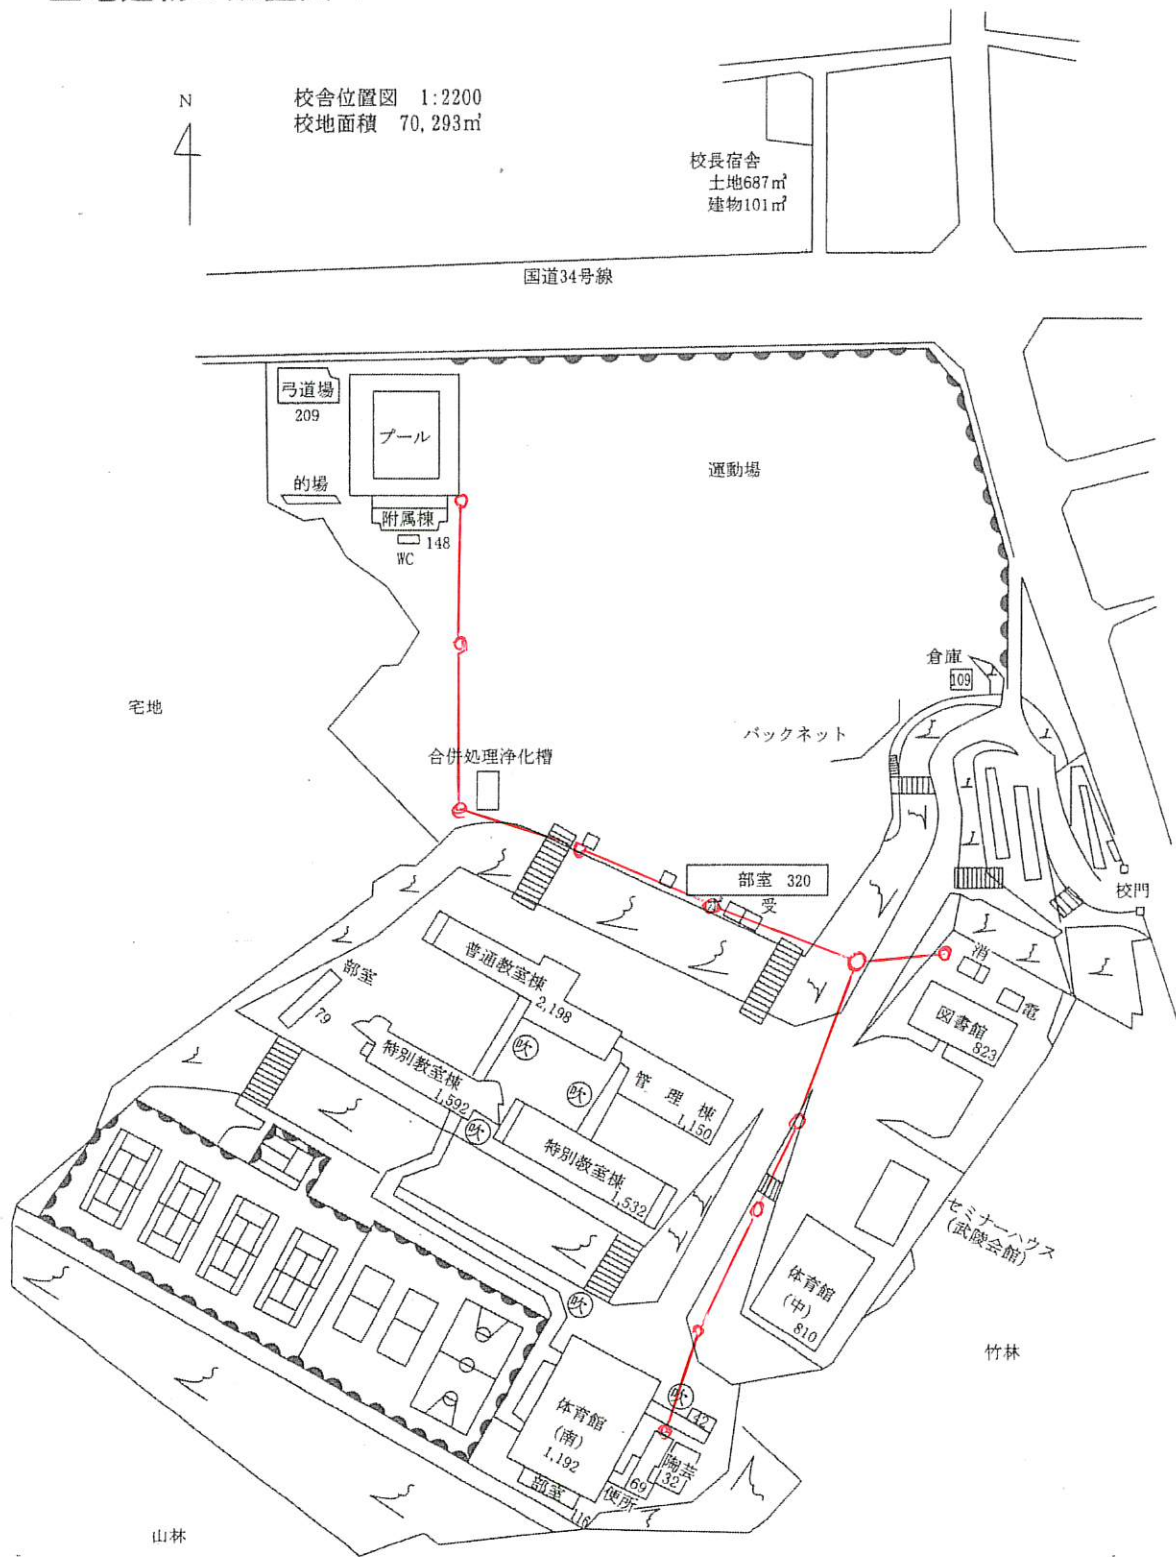 N
校舎位置図 1:2200
校地面積 70,293㎡
校長宿舎
土地687㎡
建物101㎡
国道34号線
弓道場
209
プール
運動場
的場
附属棟
148
WC
倉庫
109
宅地
バックネット
合併処理浄化槽
部室 320
受
校門
消
電
図書館
823
普通教室棟
2,198
部室
79
特別教室棟
1,592
吹
吹
吹
管理棟
1,150
特別教室棟
1,532
セミナーハウス
(武陵会館)
体育館
(中)
810
吹
竹林
吹
42
体育館
(南)
1,192
陶芸
32
69
便所
部室
116
山林